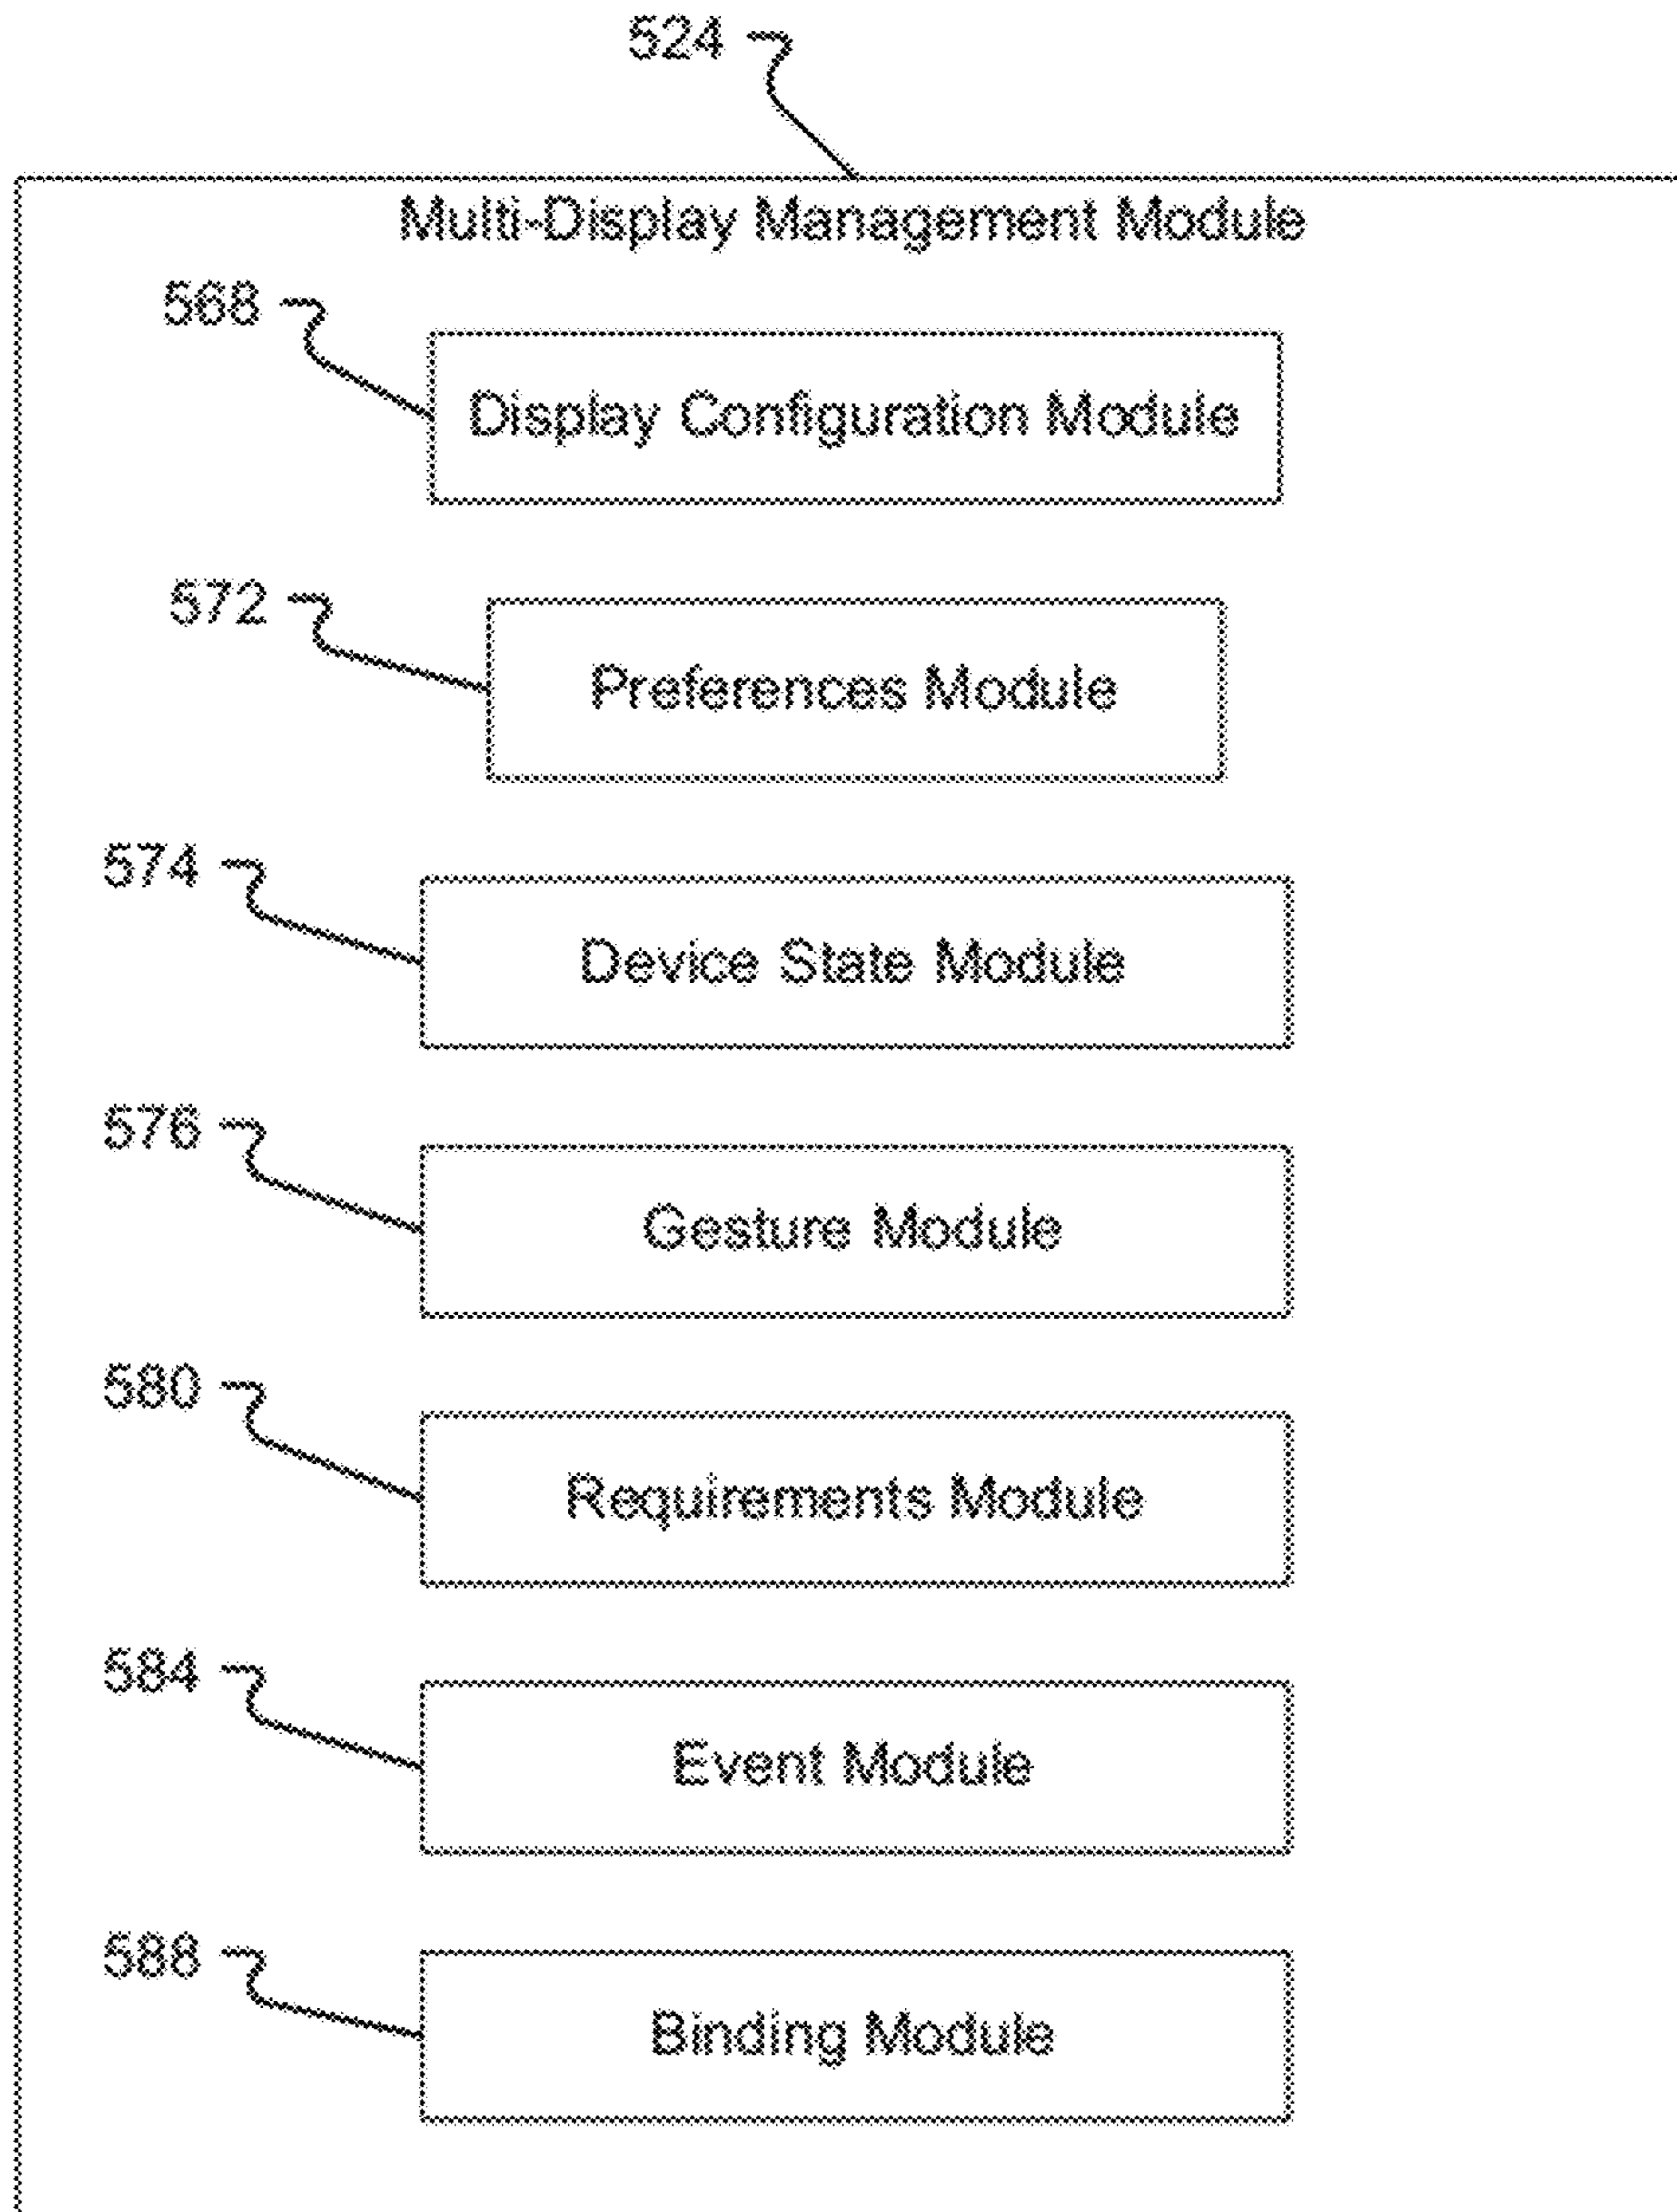 524
Multi-Display Management Module
568
Display Configuration Module
572
Preferences Module
574
Device State Module
576
Gesture Module
580
Requirements Module
584
Event Module
588
Binding Module